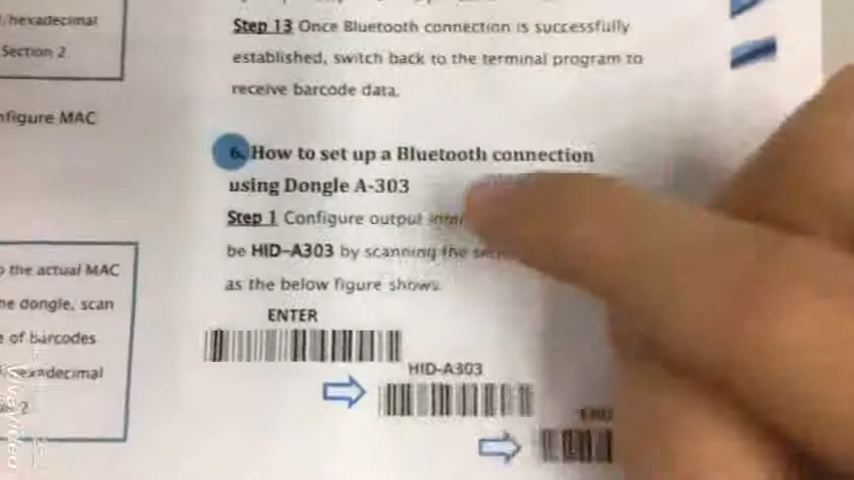 /hexadecimal
Section 2
nfigure MAC
o the actual MAC
he dongle, scan
e of barcodes
hexadecimal
2
Step 13 Once Bluetooth connection is successfully
established, switch back to the terminal program to
receive barcode data.
6. How to set up a Bluetooth connection
using Dongle A-303
Step 1 Configure output inter
be HID-A303 by scanning the
as the below figure shows.
ENTER
HID-A303
VivaVideo